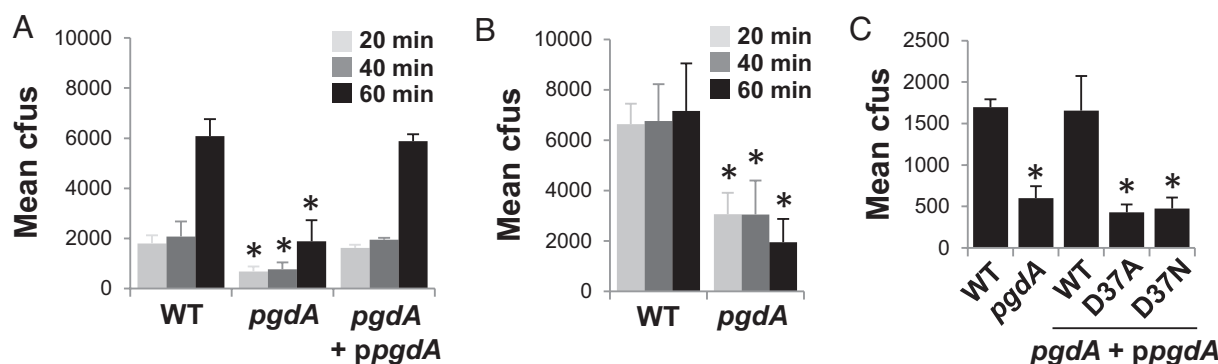 A
Mean cfus
10000
8000
6000
4000
2000
0
20 min
40 min
60 min
*
*
*
WT
pgdA
pgdA
+ ppgdA
B
Mean cfus
10000
8000
6000
4000
2000
0
20 min
40 min
60 min
*
*
*
WT
pgdA
C
Mean cfus
2500
2000
1500
1000
500
0
*
*
*
WT
pgdA
WT
D37A
D37N
pgdA + ppgdA